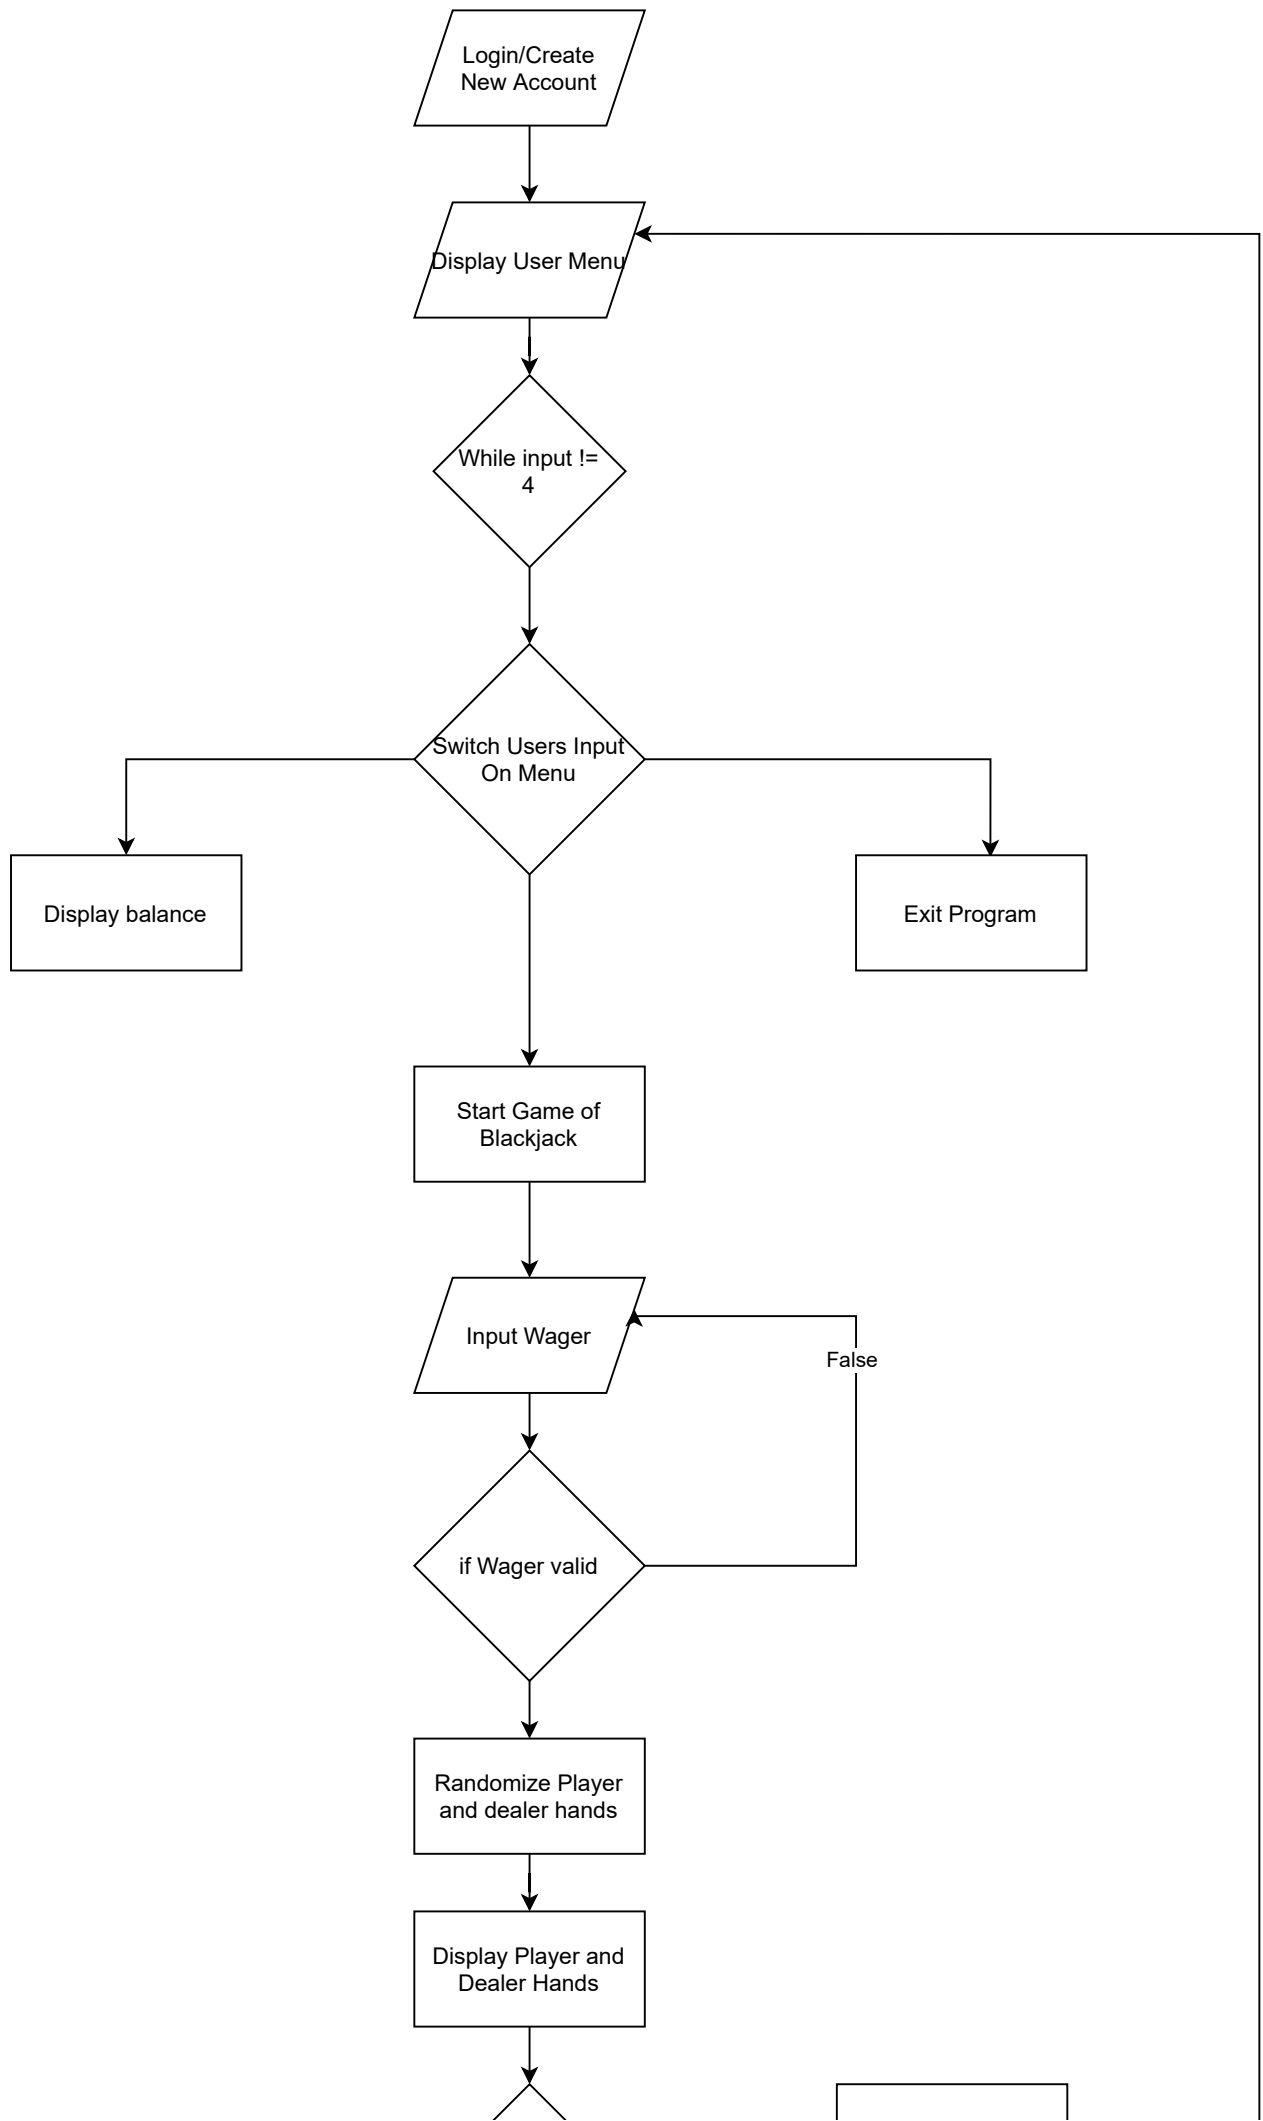 Login/Create
New Account
Display User Menu
While input !=
4
Switch Users Input
On Menu
Display balance
Exit Program
Start Game of
Blackjack
Input Wager
False
if Wager valid
Randomize Player
and dealer hands
Display Player and
Dealer Hands